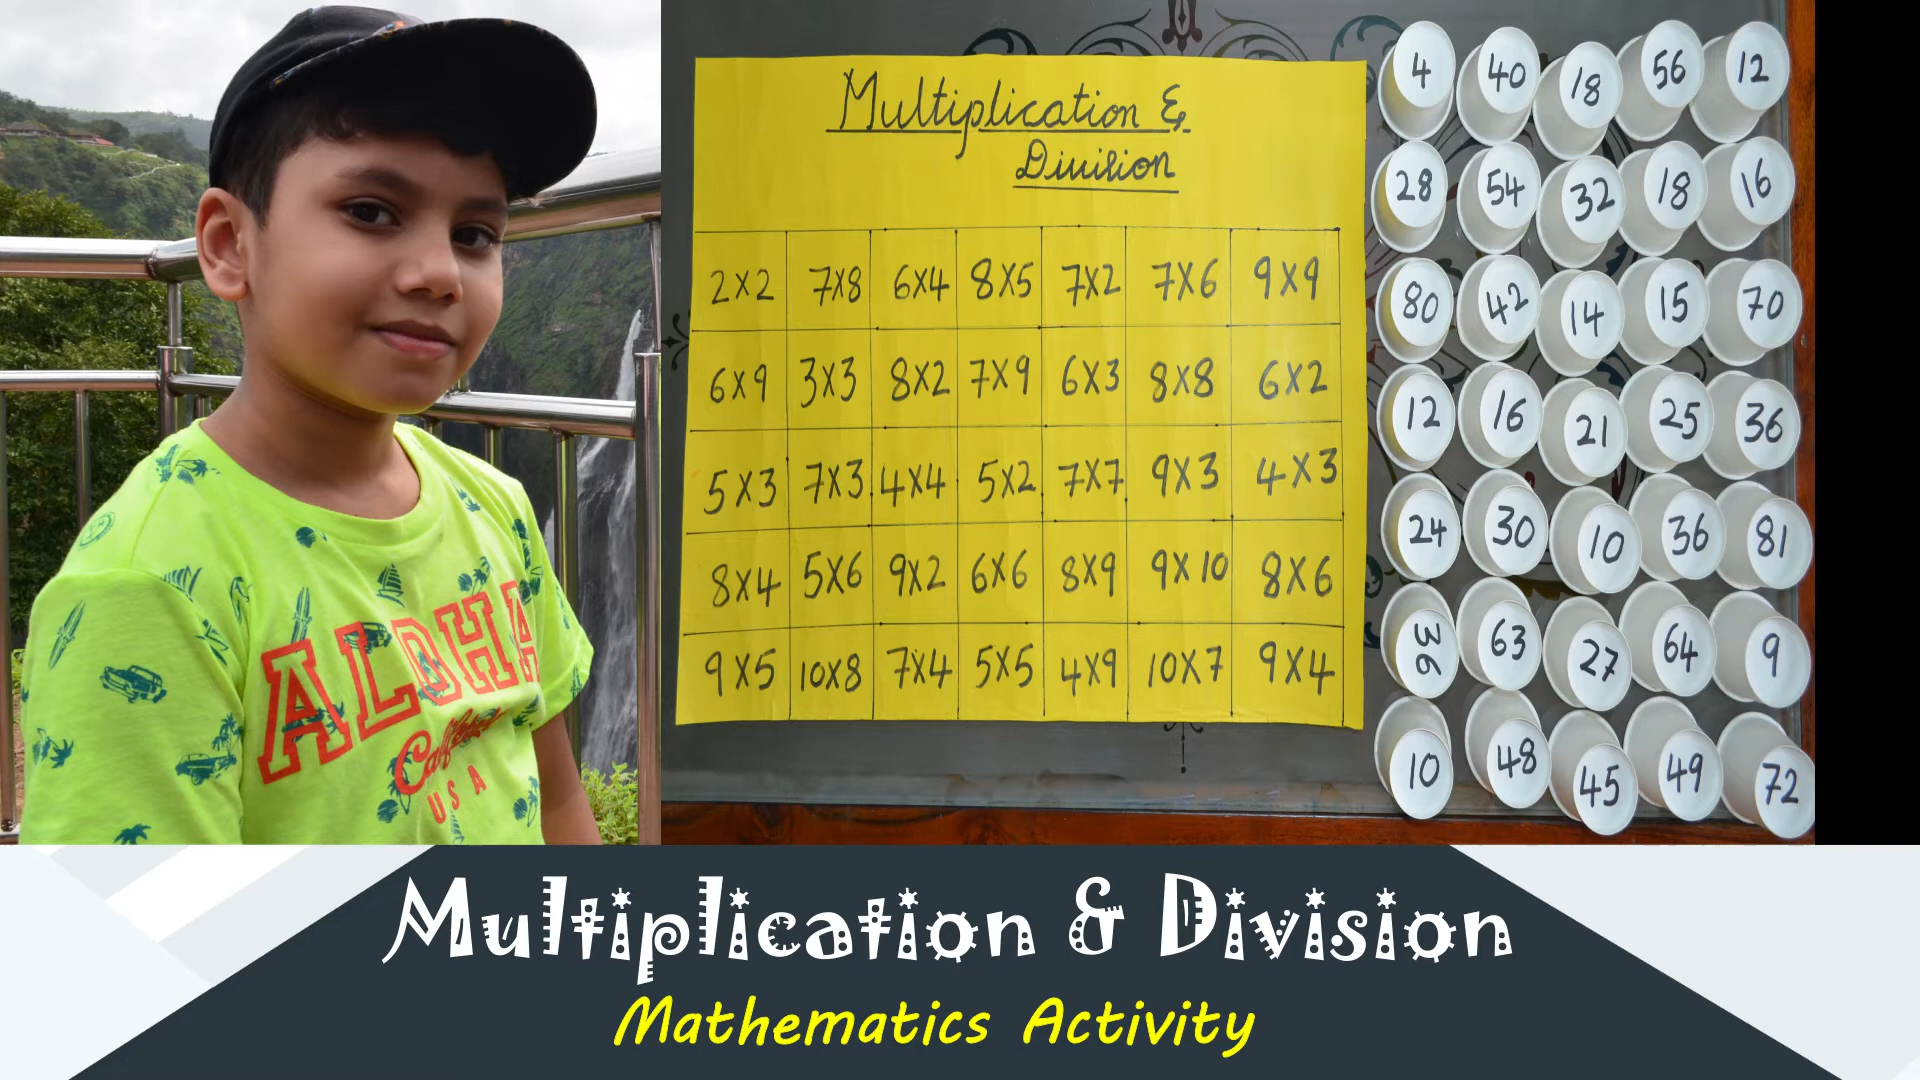 ALOHA
California
USA
Multiplication &
Division
2X2 7X8 6X4 8X5 7X2 7X6 9X9
6X9 3X3 8X2 7X9 6X3 8X8 6X2
5X3 7X3 4X4 5X2 7X7 9X3 4X3
8X4 5X6 9X2 6X6 8X9 9X10 8X6
9X5 10X8 7X4 5X5 4X9 10X7 9X4
4 40 18 56 12
28 54 32 18 16
80 42 14 15 70
12 16 21 25 36
24 30 10 36 81
36 63 27 64 9
10 48 45 49 72
Multiplication & Division
Mathematics Activity